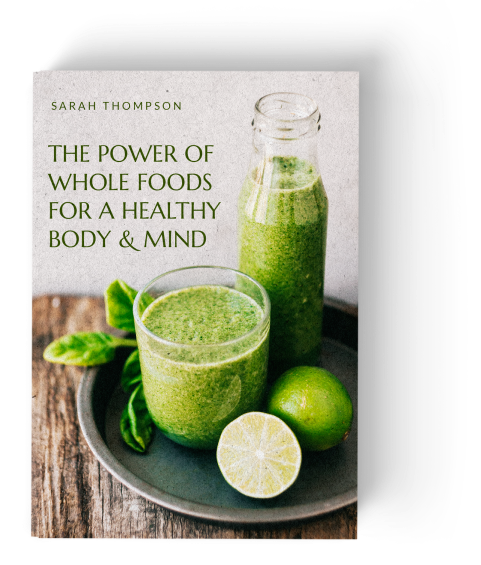 SARAH THOMPSON
THE POWER OF
WHOLE FOODS
FOR A HEALTHY
BODY & MIND